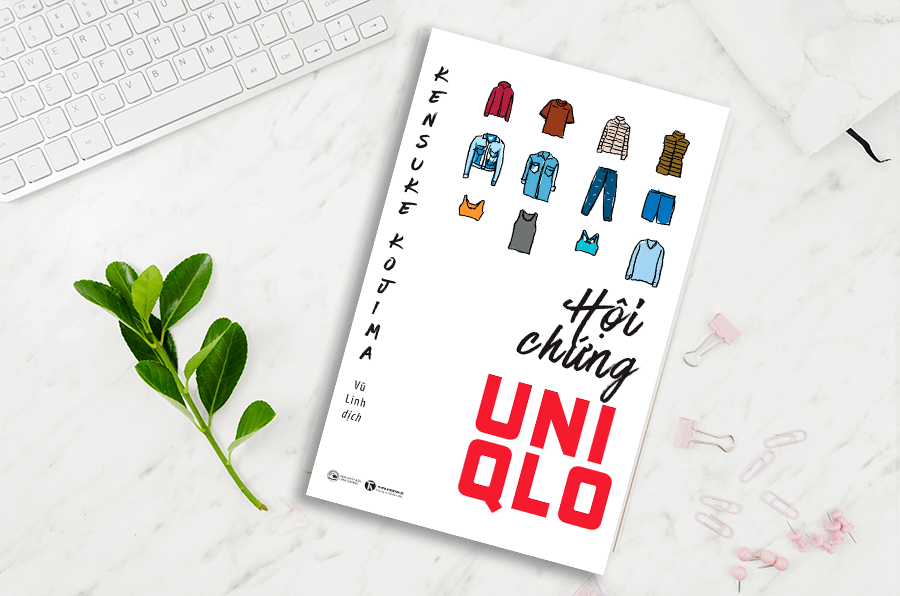 KENSUKE KOJIMA
Vũ
Linh
dịch
Hội
chứng
UNI
QLO